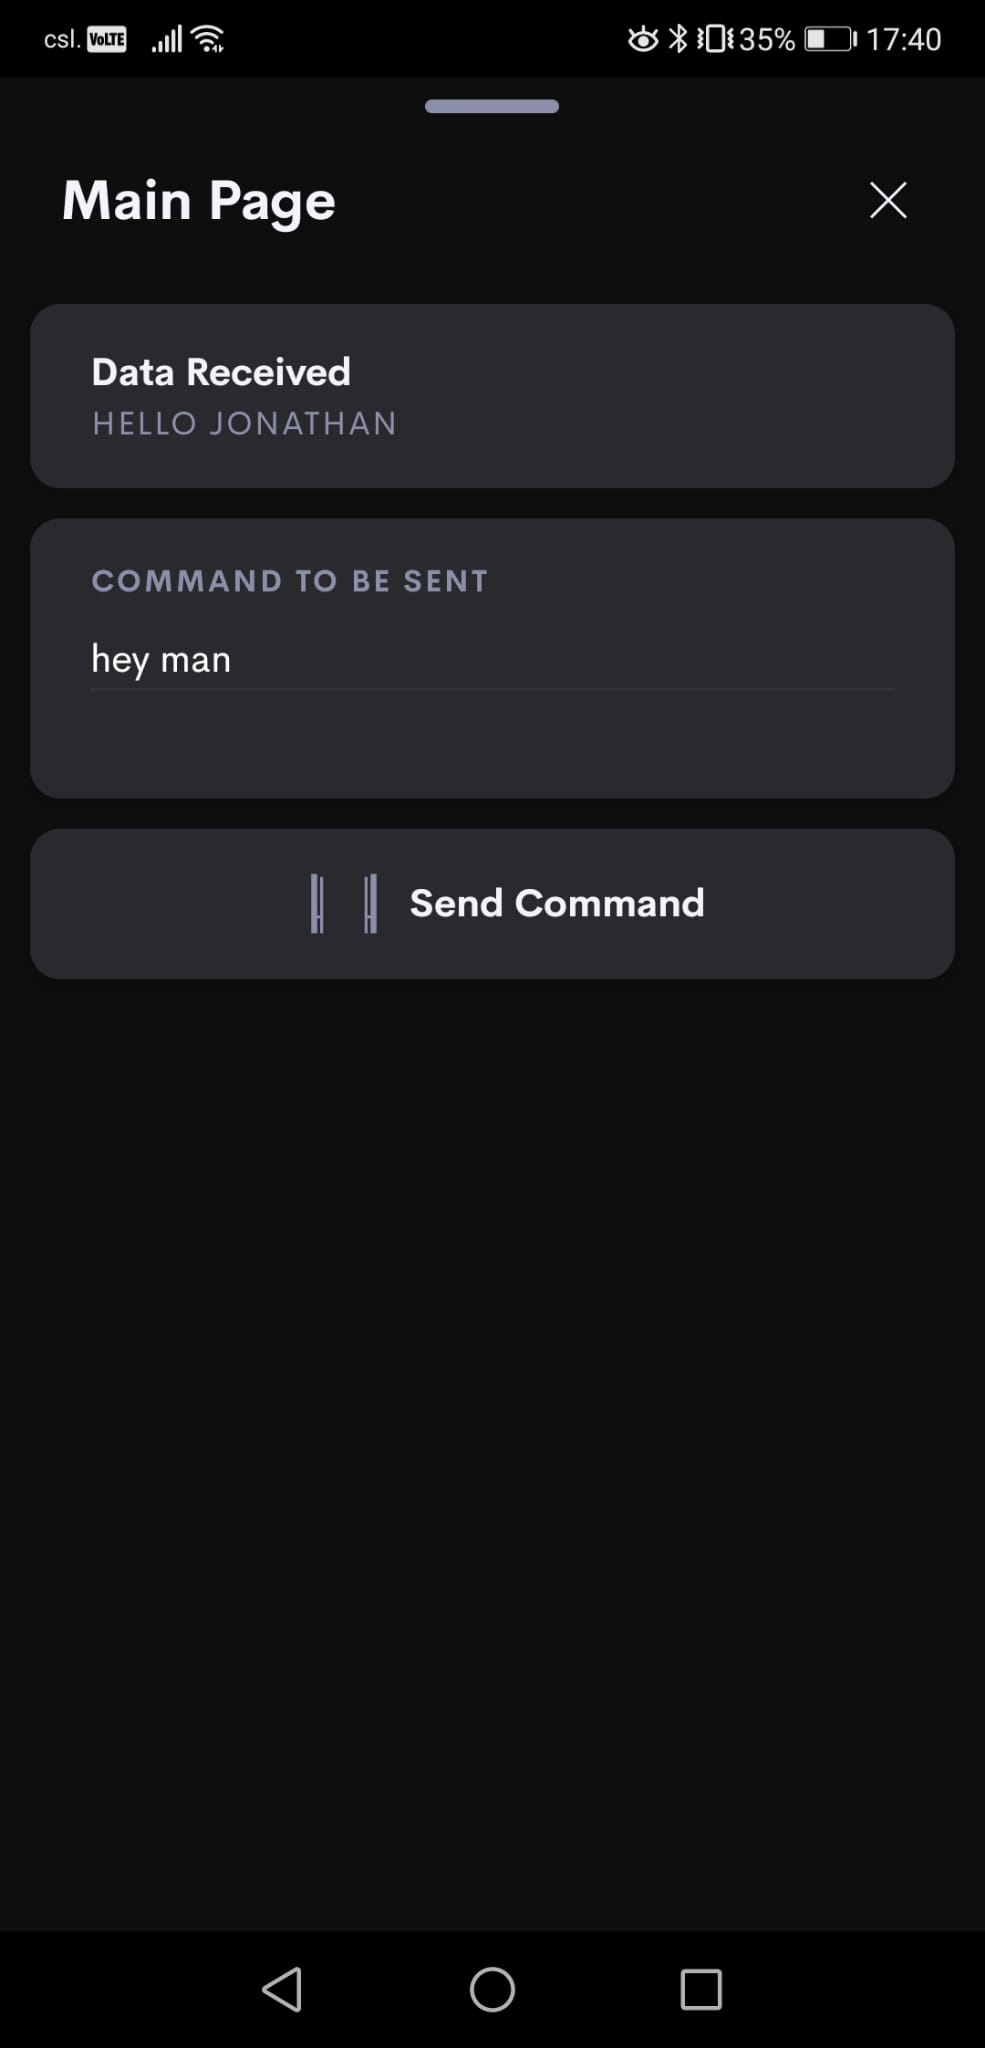 csl. VoLTE 35% 17:40
Main Page
Data Received
HELLO JONATHAN
COMMAND TO BE SENT
hey man
Send Command